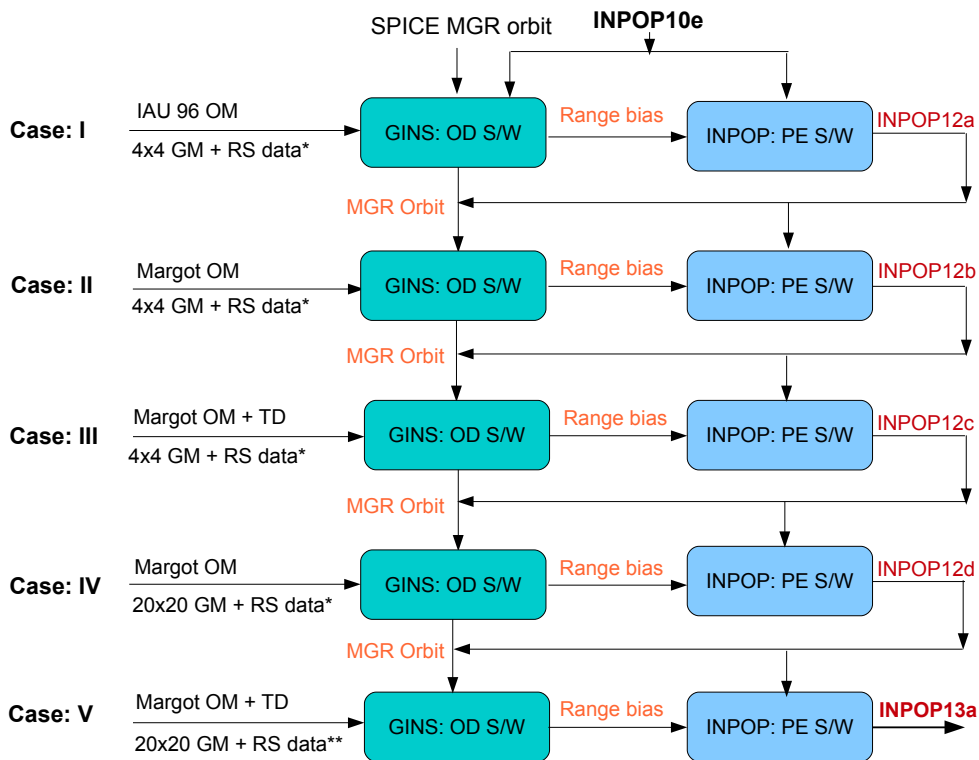 SPICE MGR orbit
INPOP10e
Case: I
IAU 96 OM
4x4 GM + RS data*
GINS: OD S/W
Range bias
INPOP: PE S/W
INPOP12a
MGR Orbit
Case: II
Margot OM
4x4 GM + RS data*
GINS: OD S/W
Range bias
INPOP: PE S/W
INPOP12b
MGR Orbit
Case: III
Margot OM + TD
4x4 GM + RS data*
GINS: OD S/W
Range bias
INPOP: PE S/W
INPOP12c
MGR Orbit
Case: IV
Margot OM
20x20 GM + RS data*
GINS: OD S/W
Range bias
INPOP: PE S/W
INPOP12d
MGR Orbit
Case: V
Margot OM + TD
20x20 GM + RS data**
GINS: OD S/W
Range bias
INPOP: PE S/W
INPOP13a